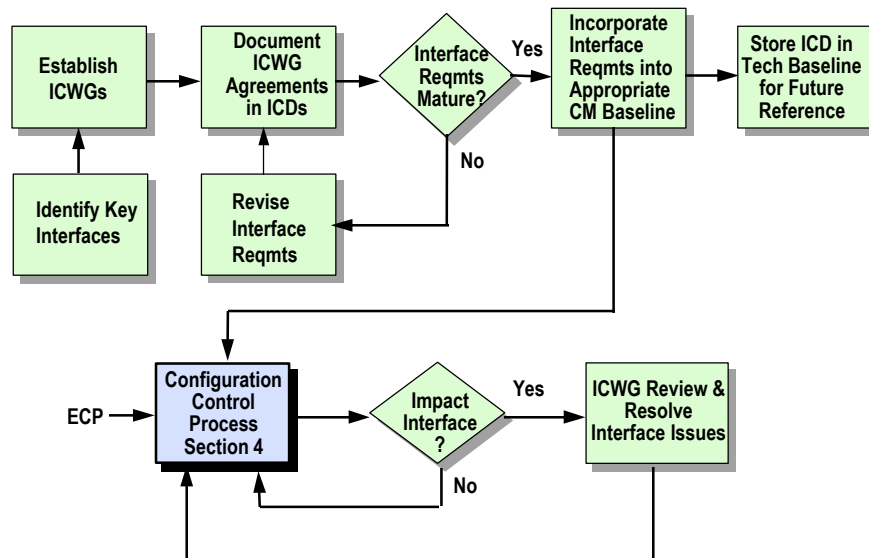 Establish
ICWGs
Document
ICWG
Agreements
in ICDs
Interface
Reqmts
Mature?
Yes
Incorporate
Interface
Reqmts into
Appropriate
CM Baseline
Store ICD in
Tech Baseline
for Future
Reference
No
Identify Key
Interfaces
Revise
Interface
Reqmts
ECP
Configuration
Control
Process
Section 4
Impact
Interface
?
Yes
ICWG Review &
Resolve
Interface Issues
No